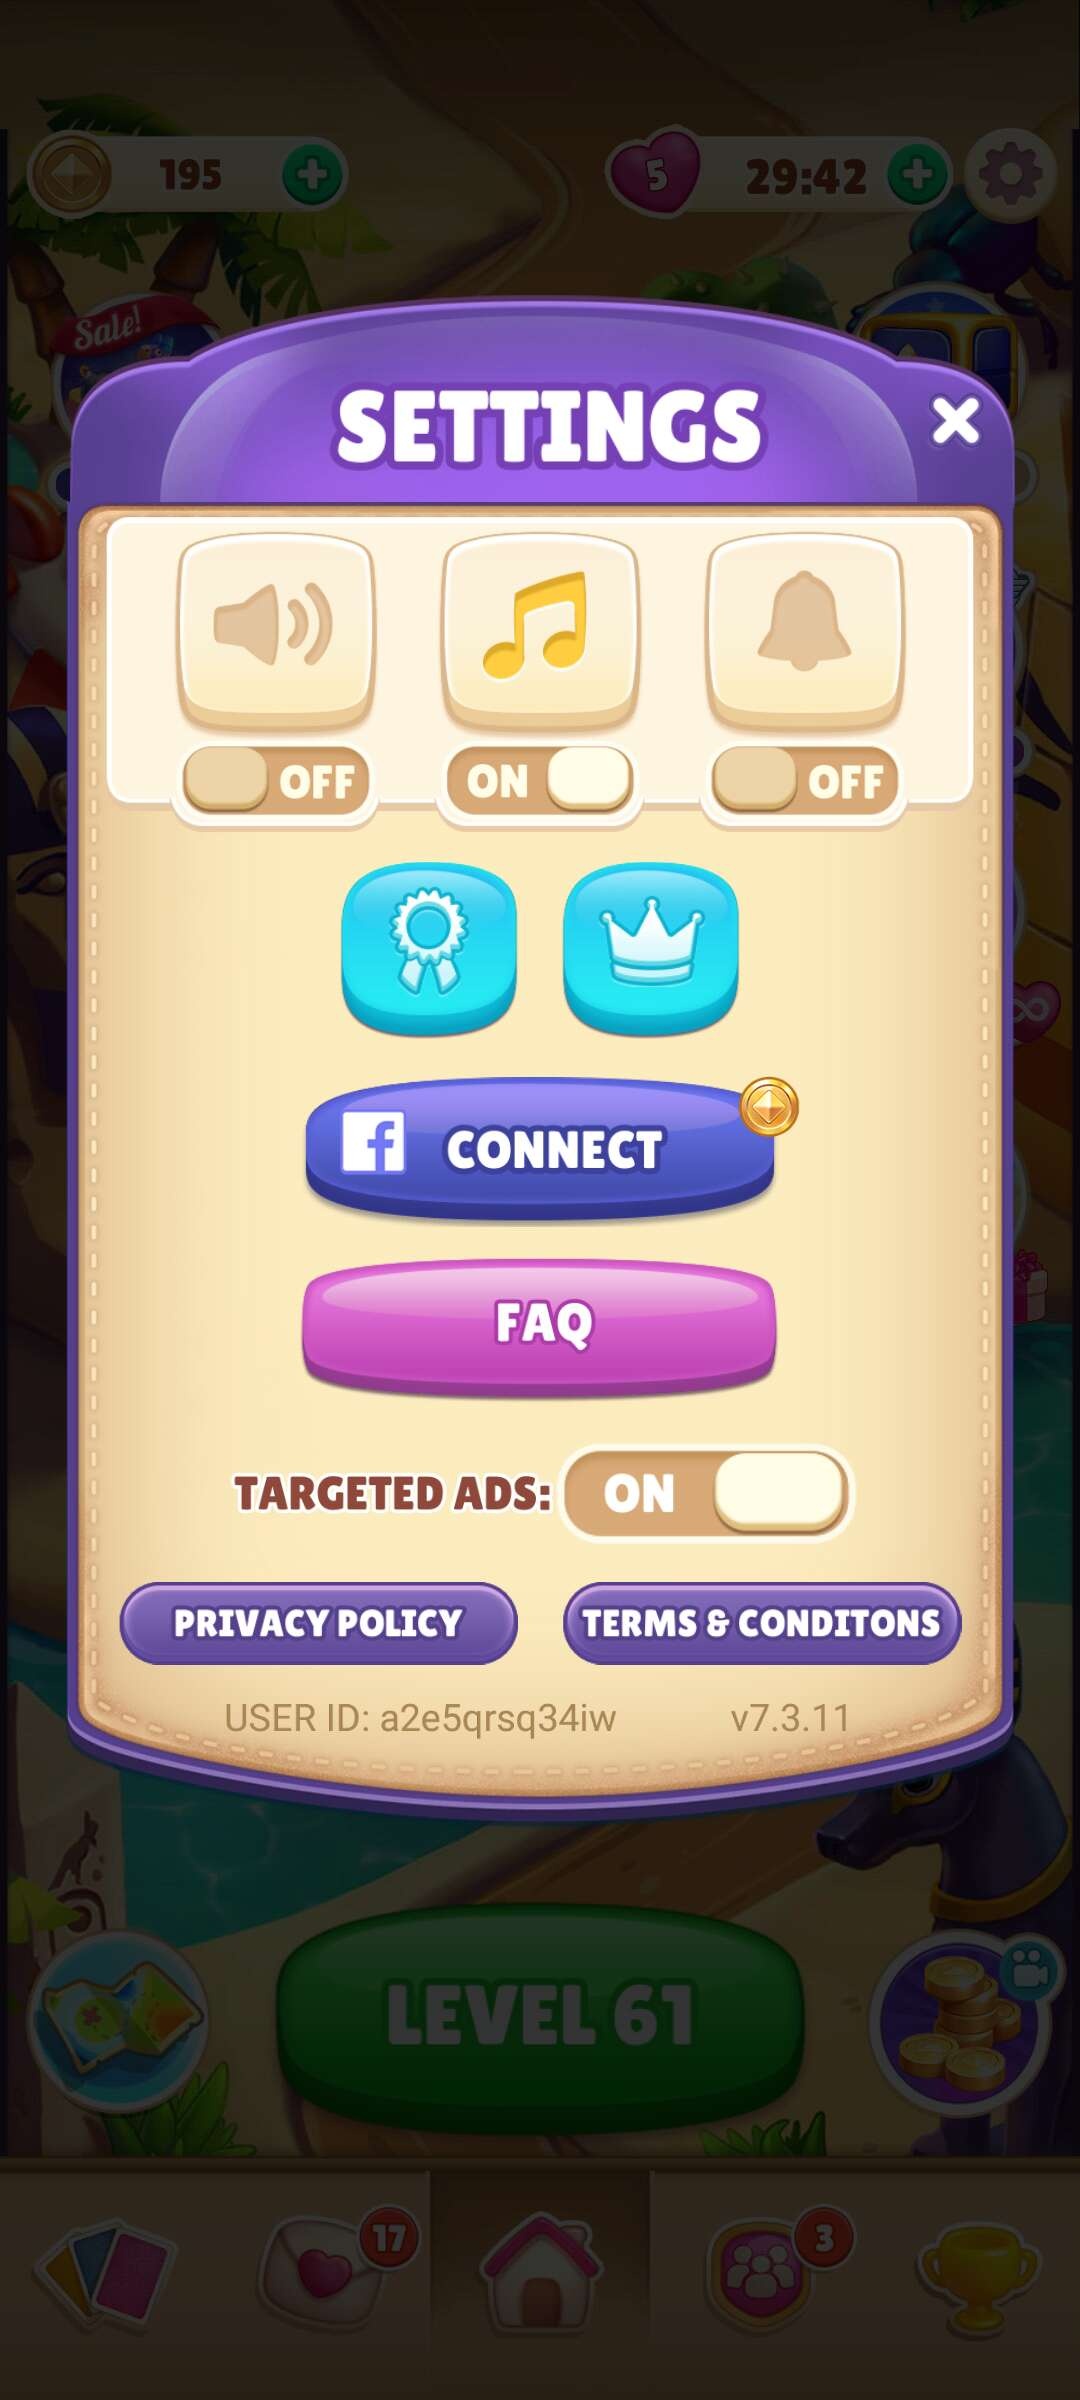 195
5
29:42
Sale!
SETTINGS
OFF
ON
OFF
CONNECT
FAQ
TARGETED ADS:
ON
PRIVACY POLICY
TERMS & CONDITONS
USER ID: a2e5qrsq34iw
v7.3.11
LEVEL 61
17
3